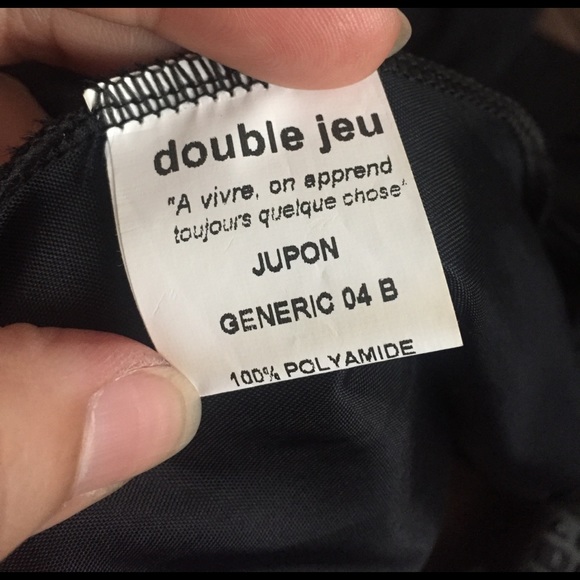 double jeu
"A vivre, on apprend
toujours quelque chose"
JUPON
GENERIC 04 B
100% POLYAMIDE